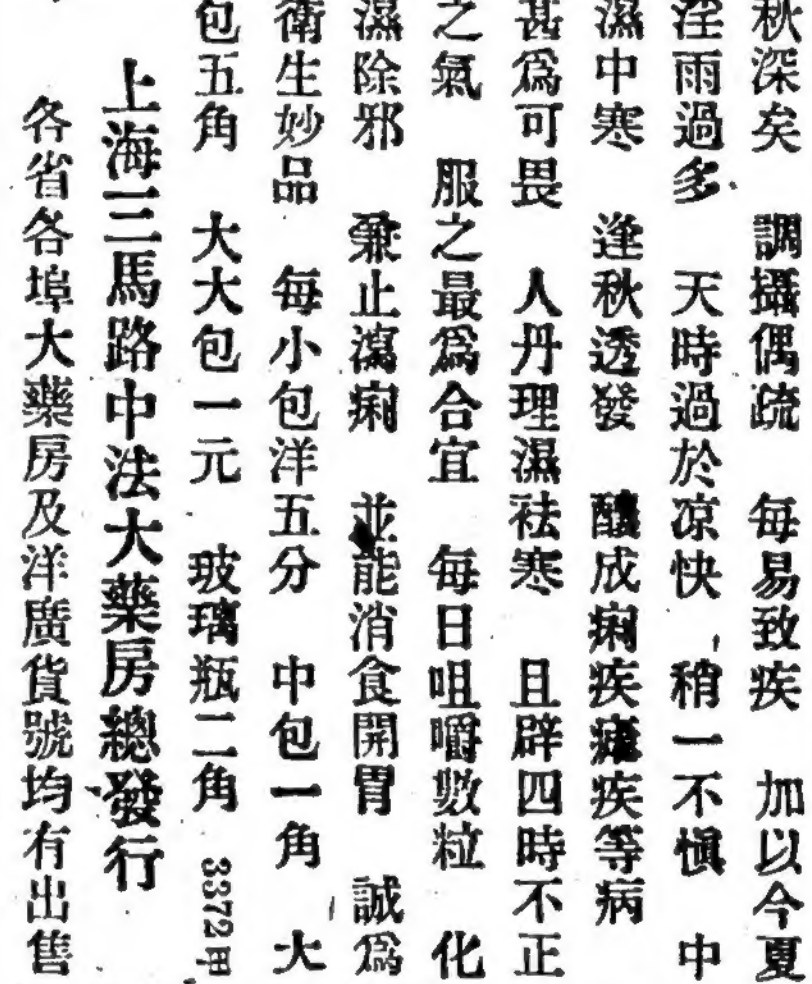 秋深矣　調攝偶疏　每易致疾　加以今夏
淫雨過多　天時過於凉快　稍一不慎　中
濕中寒　逢秋透發　釀成痢疾瘧疾等病
甚爲可畏　人丹理濕祛寒　且辟四時不正
之氣　服之最爲合宜　每日咀嚼數粒　化
濕除邪　兼止瀉痢　並能消食開胃　誠爲
衛生妙品　每小包洋五分　中包一角　大
包五角　大大包一元　玻璃瓶二角　3372甲
上海三馬路中法大藥房總發行
各省各埠大藥房及洋廣貨號均有出售